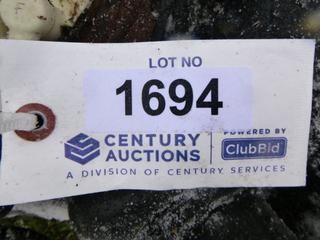 LOT NO
1694
CENTURY AUCTIONS
POWERED BY
ClubBid
A DIVISION OF CENTURY SERVICES